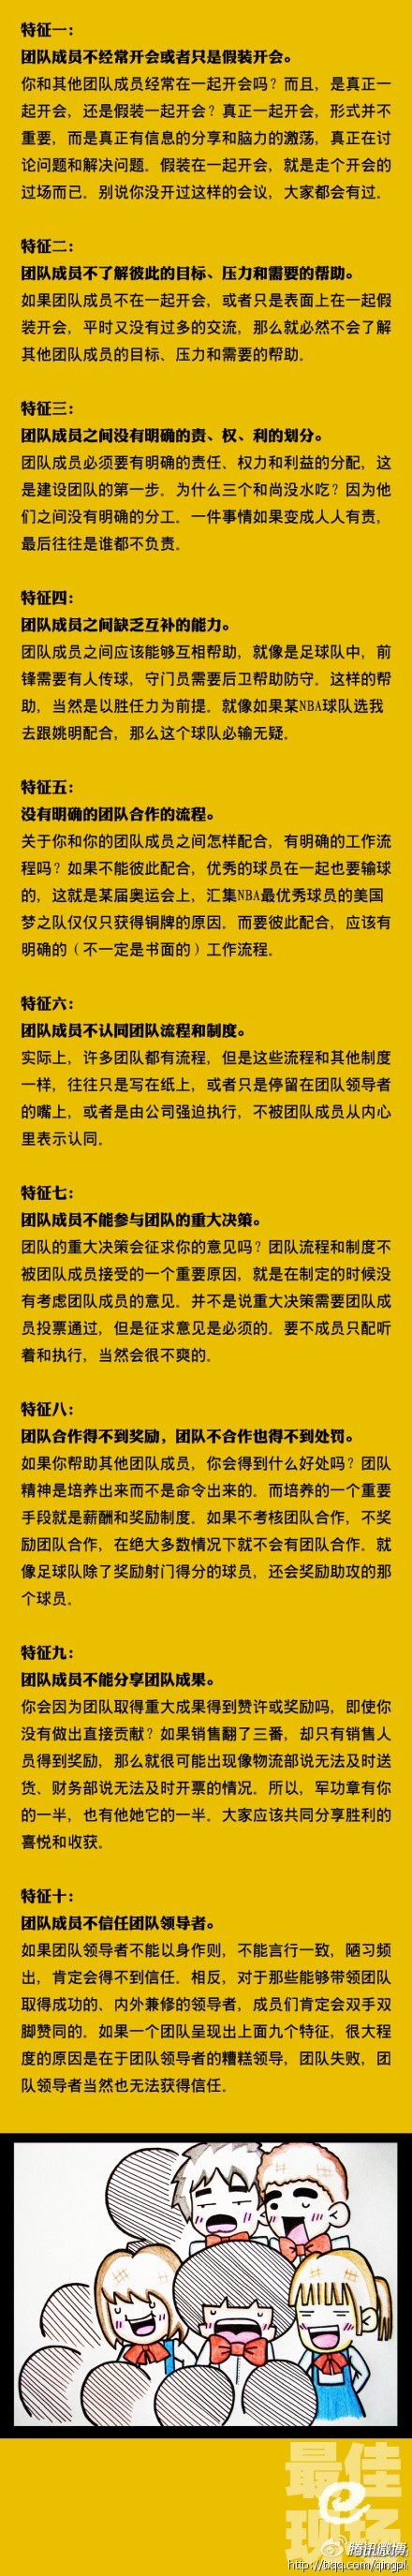 特征一：
团队成员不经常开会或者只是假装开会。
你和其他团队成员经常在一起开会吗？而且，是真正一
起开会，还是假装一起开会？真正一起开会，形式并不
重要，而是真正有信息的分享和脑力的激荡，真正在讨
论问题和解决问题。假装在一起开会，就是走个开会的
过场而已。别说你没开过这样的会议，大家都会有过。
特征二：
团队成员不了解彼此的目标、压力和需要的帮助。
如果团队成员不在一起开会，或者只是表面上在一起假
装开会，平时又没有过多的交流，那么就必然不会了解
其他团队成员的目标、压力和需要的帮助。
特征三：
团队成员之间没有明确的责、权、利的划分。
团队成员必须要有明确的责任、权力和利益的分配，这
是建设团队的第一步。为什么三个和尚没水吃？因为他
们之间没有明确的分工。一件事情如果变成人人有责，
最后往往是谁都不负责。
特征四：
团队成员之间缺乏互补的能力。
团队成员之间应该能够互相帮助，就像是足球队中，前
锋需要有人传球，守门员需要后卫帮助防守。这样的帮
助，当然是以胜任力为前提。就像如果某NBA球队选我
去跟姚明配合，那么这个球队必输无疑。
特征五：
没有明确的团队合作的流程。
关于你和你的团队成员之间怎样配合，有明确的工作流
程吗？如果不能彼此配合，优秀的球员在一起也要输球
的，这就是某届奥运会上，汇集NBA最优秀球员的美国
梦之队仅仅只获得铜牌的原因。而要彼此配合，应该有
明确的（不一定是书面的）工作流程。
特征六：
团队成员不认同团队流程和制度。
实际上，许多团队都有流程，但是这些流程和其他制度
一样，往往只是写在纸上，或者只是停留在团队领导者
的嘴上，或者是由公司强迫执行，不被团队成员从内心
里表示认同。
特征七：
团队成员不能参与团队的重大决策。
团队的重大决策会征求你的意见吗？团队流程和制度不
被团队成员接受的一个重要原因，就是在制定的时候没
有考虑团队成员的意见。并不是说重大决策需要团队成
员投票通过，但是征求意见是必须的。要不成员只配听
着和执行，当然会很不爽的。
特征八：
团队合作得不到奖励，团队不合作也得不到处罚。
如果你帮助其他团队成员，你会得到什么好处吗？团队
精神是培养出来而不是命令出来的。而培养的一个重要
手段就是薪酬和奖励制度。如果不考核团队合作，不奖
励团队合作，在绝大多数情况下就不会有团队合作。就
像足球队除了奖励射门得分的球员，还会奖励助攻的那
个球员。
特征九：
团队成员不能分享团队成果。
你会因为团队取得重大成果得到赞许或奖励吗，即使你
没有做出直接贡献？如果销售翻了三番，却只有销售人
员得到奖励，那么就很可能出现像物流部说无法及时送
货、财务部说无法及时开票的情况。所以，军功章有你
的一半，也有他她它的一半。大家应该共同分享胜利的
喜悦和收获。
特征十：
团队成员不信任团队领导者。
如果团队领导者不能以身作则，不能言行一致，陋习频
出，肯定会得不到信任。相反，对于那些能够带领团队
取得成功的、内外兼修的领导者，成员们肯定会双手双
脚赞同的。如果一个团队呈现出上面九个特征，很大程
度的原因是在于团队领导者的糟糕领导，团队失败，团
队领导者当然也无法获得信任。
最佳
e
现场
腾讯微博
http://t.qq.com/qingpl